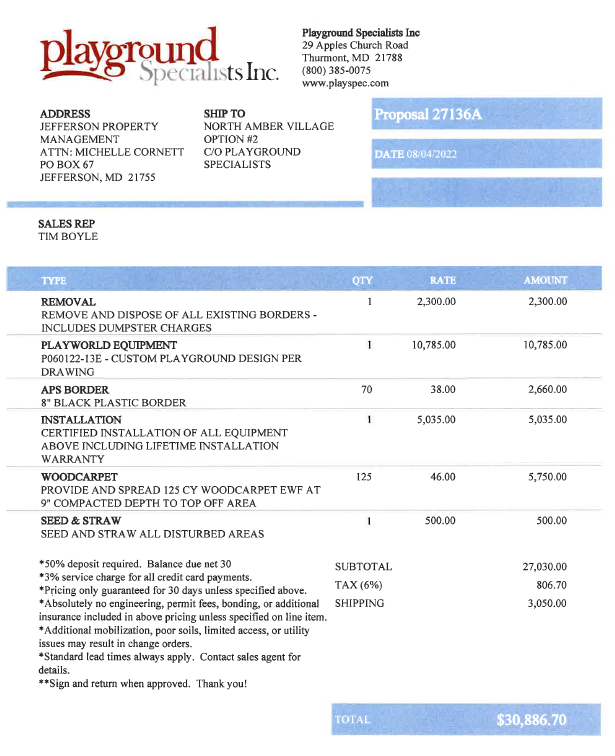 playground
Specialists Inc.
Playground Specialists Inc
29 Apples Church Road
Thurmont, MD 21788
(800) 385-0075
www.playspec.com
ADDRESS
JEFFERSON PROPERTY
MANAGEMENT
ATTN: MICHELLE CORNETT
PO BOX 67
JEFFERSON, MD 21755
SHIP TO
NORTH AMBER VILLAGE
OPTION #2
C/O PLAYGROUND
SPECIALISTS
Proposal 27136A
DATE 08/04/2022
SALES REP
TIM BOYLE
TYPE QTY RATE AMOUNT
REMOVAL 1 2,300.00 2,300.00
REMOVE AND DISPOSE OF ALL EXISTING BORDERS -
INCLUDES DUMPSTER CHARGES
PLAYWORLD EQUIPMENT 1 10,785.00 10,785.00
P060122-13E - CUSTOM PLAYGROUND DESIGN PER
DRAWING
APS BORDER 70 38.00 2,660.00
8" BLACK PLASTIC BORDER
INSTALLATION 1 5,035.00 5,035.00
CERTIFIED INSTALLATION OF ALL EQUIPMENT
ABOVE INCLUDING LIFETIME INSTALLATION
WARRANTY
WOODCARPET 125 46.00 5,750.00
PROVIDE AND SPREAD 125 CY WOODCARPET EWF AT
9" COMPACTED DEPTH TO TOP OFF AREA
SEED & STRAW 1 500.00 500.00
SEED AND STRAW ALL DISTURBED AREAS
*50% deposit required. Balance due net 30
*3% service charge for all credit card payments.
*Pricing only guaranteed for 30 days unless specified above.
*Absolutely no engineering, permit fees, bonding, or additional
insurance included in above pricing unless specified on line item.
*Additional mobilization, poor soils, limited access, or utility
issues may result in change orders.
*Standard lead times always apply. Contact sales agent for
details.
**Sign and return when approved. Thank you!
SUBTOTAL 27,030.00
TAX (6%) 806.70
SHIPPING 3,050.00
TOTAL $30,886.70